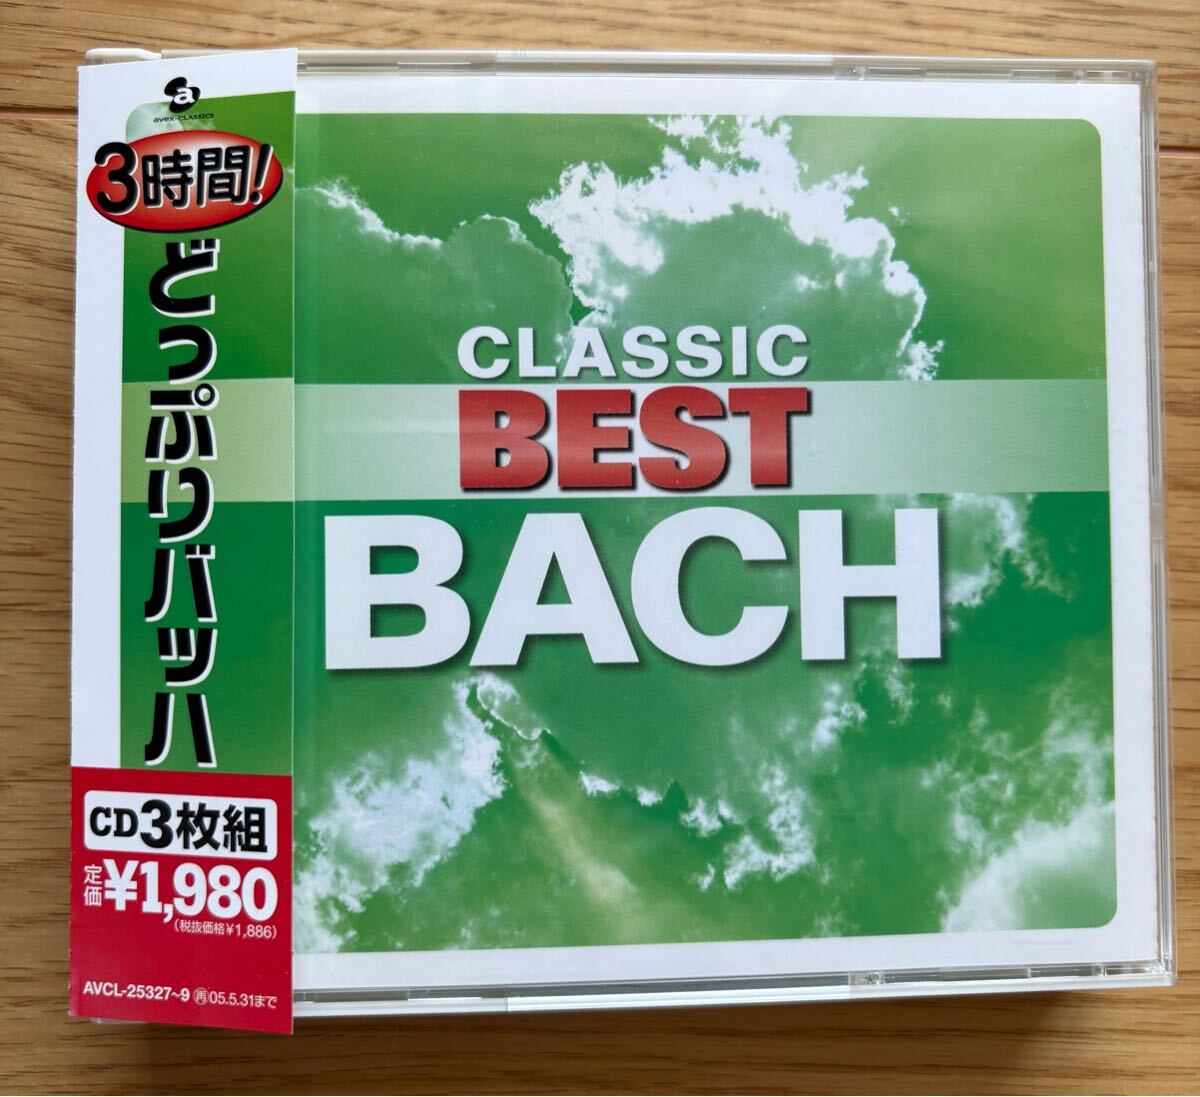 a
avex-CLASSICS
3時間!
どっぷりバッハ
CD3枚組
定価¥1,980
(税抜価格¥1,886)
AVCL-25327~9 再05.5.31まで
CLASSIC
BEST
BACH